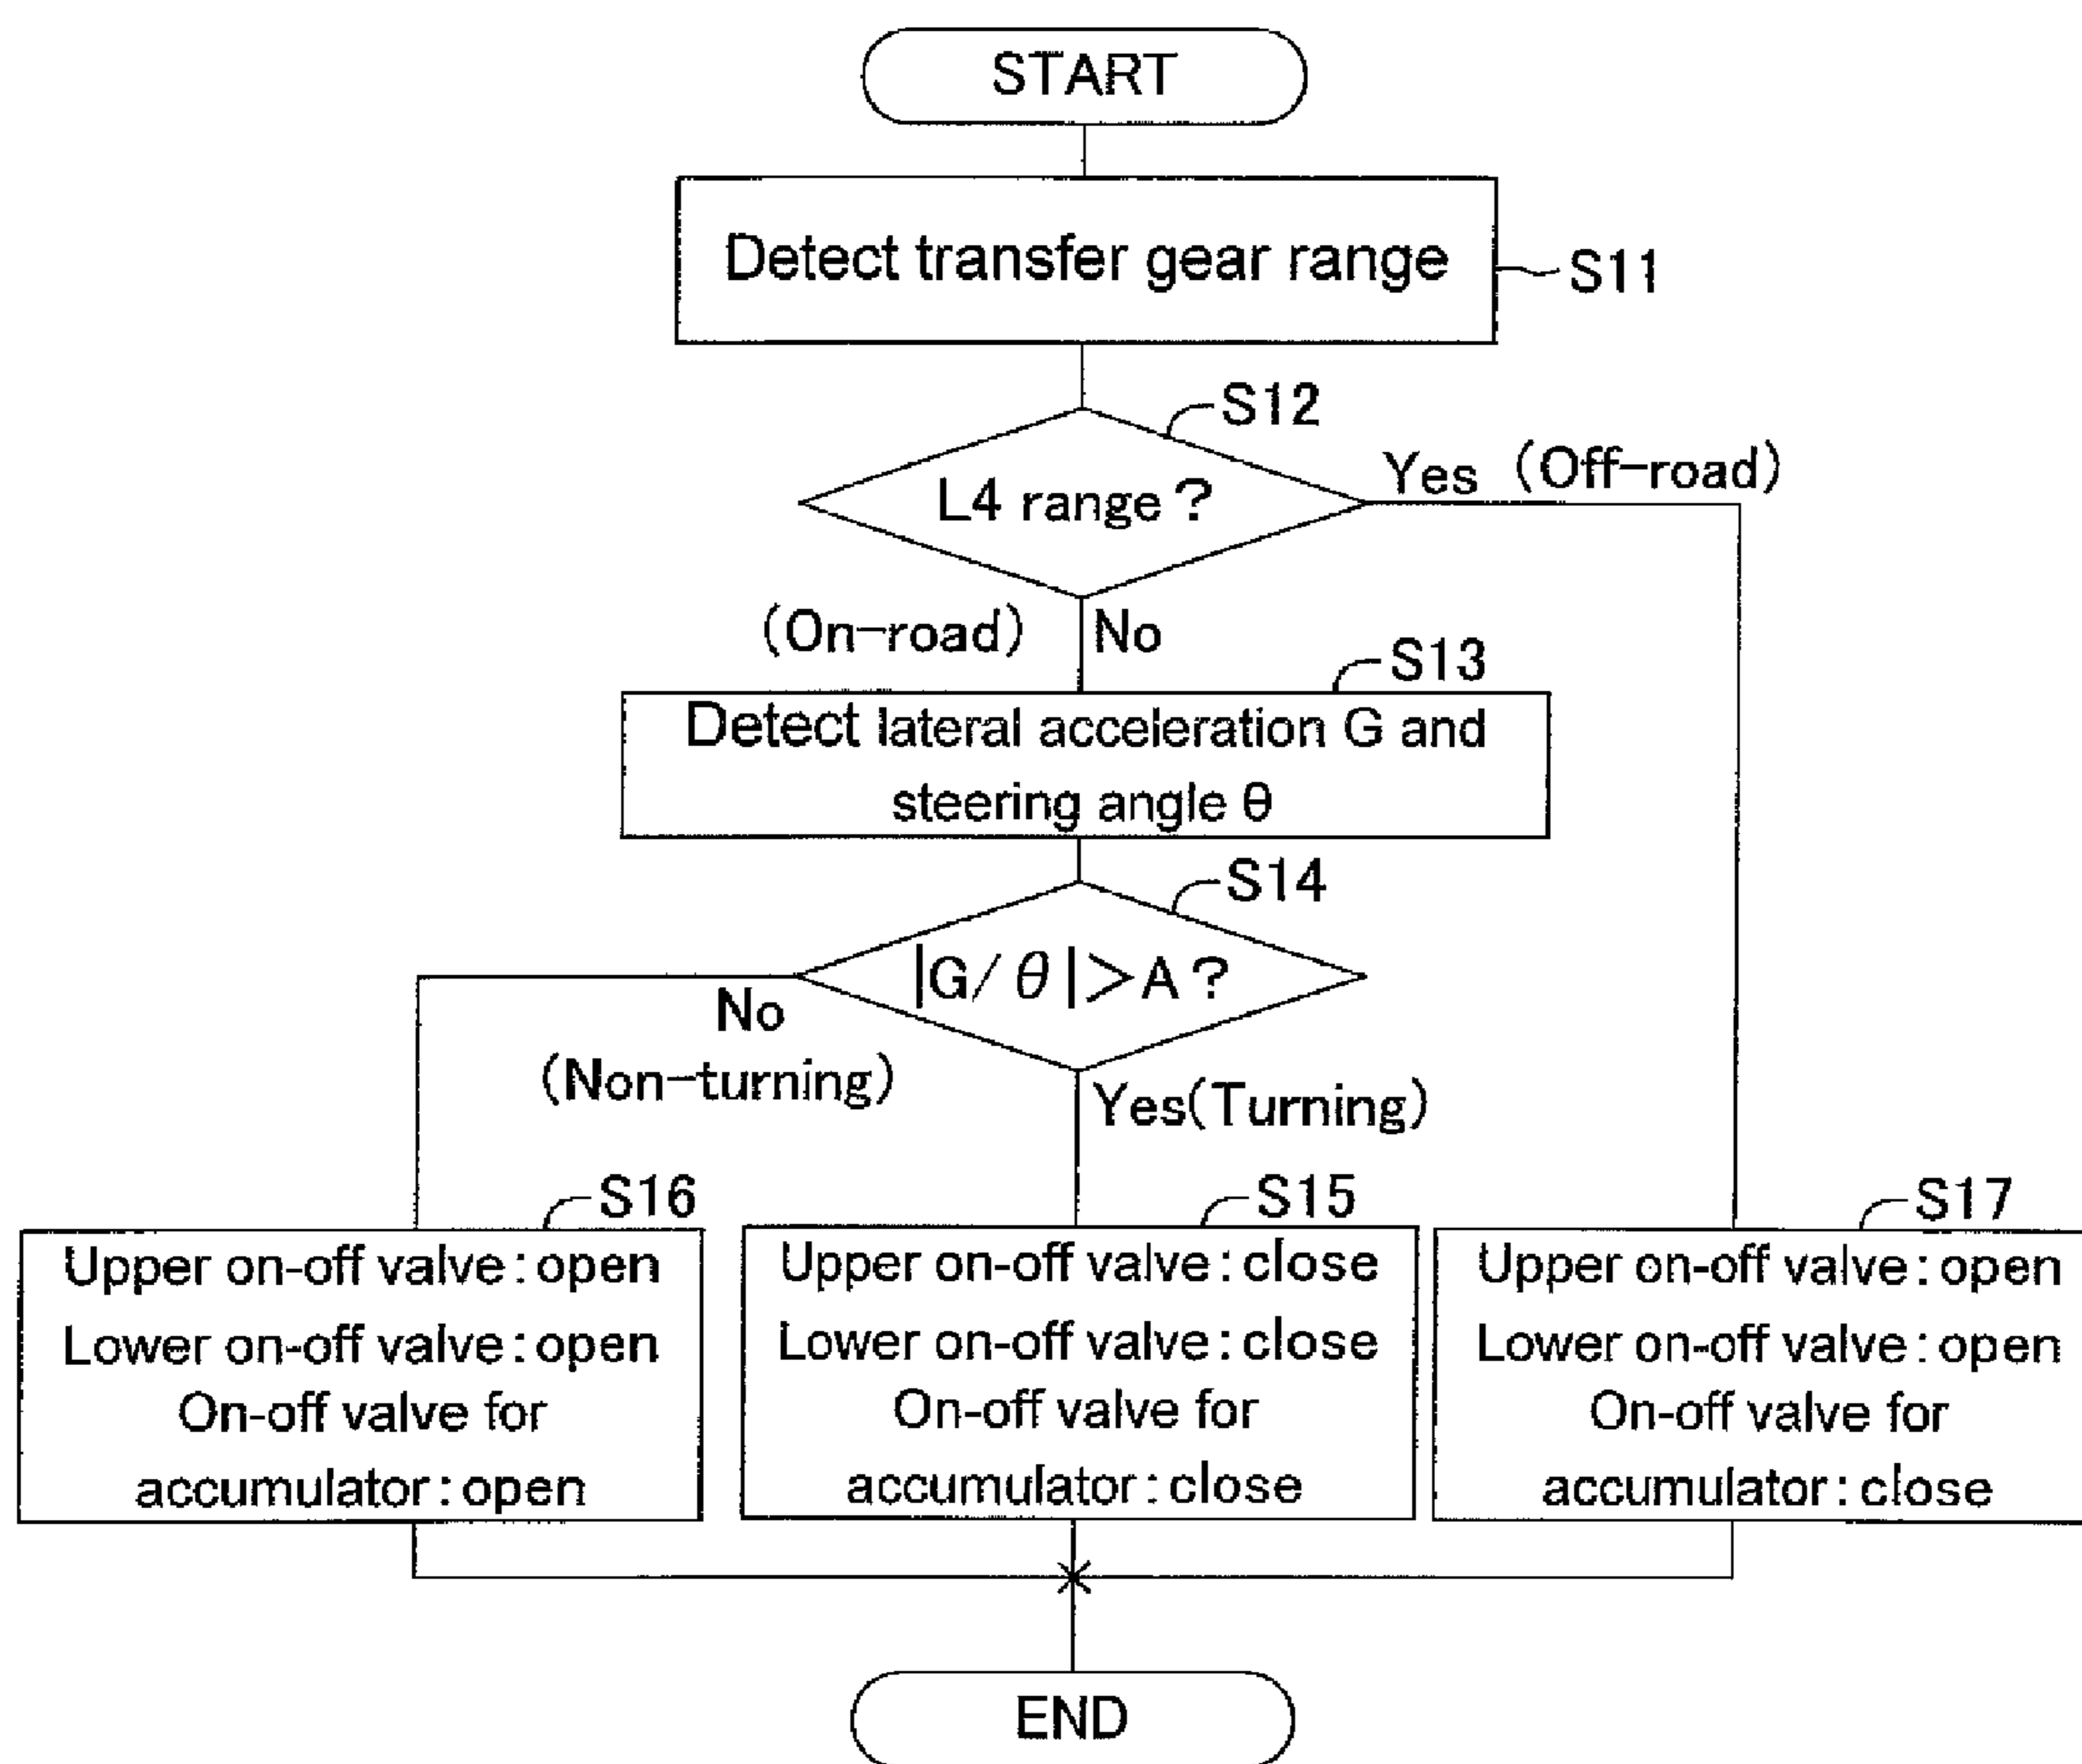 START
Detect transfer gear range
S11
S12
L4 range?
Yes (Off-road)
(On-road) No
S13
Detect lateral acceleration G and
steering angle θ
S14
|G/θ|>A?
No
(Non-turning)
Yes(Turning)
S16
Upper on-off valve:open
Lower on-off valve:open
On-off valve for
accumulator:open
S15
Upper on-off valve:close
Lower on-off valve:close
On-off valve for
accumulator:close
S17
Upper on-off valve:open
Lower on-off valve:open
On-off valve for
accumulator:close
END